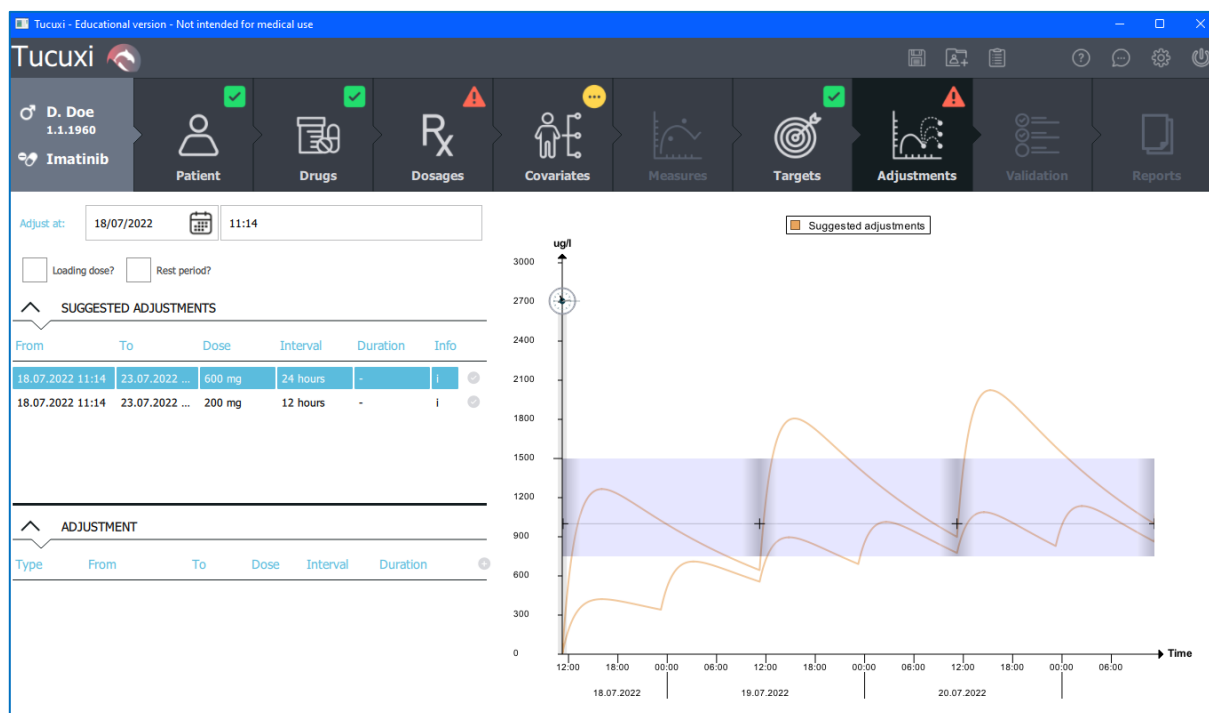 Tucuxi - Educational version - Not intended for medical use
Tucuxi
D. Doe
1.1.1960
Imatinib
Patient
Drugs
Dosages
Covariates
Measures
Targets
Adjustments
Validation
Reports
Adjust at: 18/07/2022 11:14
Loading dose? Rest period?
SUGGESTED ADJUSTMENTS
From To Dose Interval Duration Info
18.07.2022 11:14 23.07.2022 ... 600 mg 24 hours - i
18.07.2022 11:14 23.07.2022 ... 200 mg 12 hours - i
ADJUSTMENT
Type From To Dose Interval Duration
Suggested adjustments
ug/l
3000
2700
2400
2100
1800
1500
1200
900
600
300
0
12:00 18:00 00:00 06:00 12:00 18:00 00:00 06:00 12:00 18:00 00:00 06:00
Time
18.07.2022 19.07.2022 20.07.2022